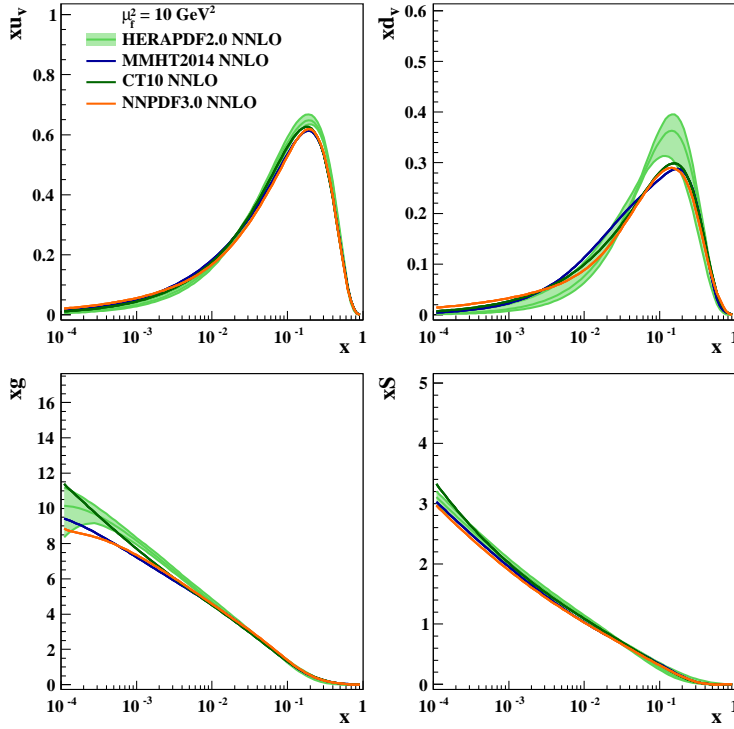 xu_v
μ_f² = 10 GeV²
HERAPDF2.0 NNLO
MMHT2014 NNLO
CT10 NNLO
NNPDF3.0 NNLO
1
0.8
0.6
0.4
0.2
0
10⁻⁴ 10⁻³ 10⁻² 10⁻¹ 1
x
xd_v
0.6
0.5
0.4
0.3
0.2
0.1
0
10⁻⁴ 10⁻³ 10⁻² 10⁻¹ 1
x
xg
16
14
12
10
8
6
4
2
0
10⁻⁴ 10⁻³ 10⁻² 10⁻¹ 1
x
xS
5
4
3
2
1
0
10⁻⁴ 10⁻³ 10⁻² 10⁻¹ 1
x